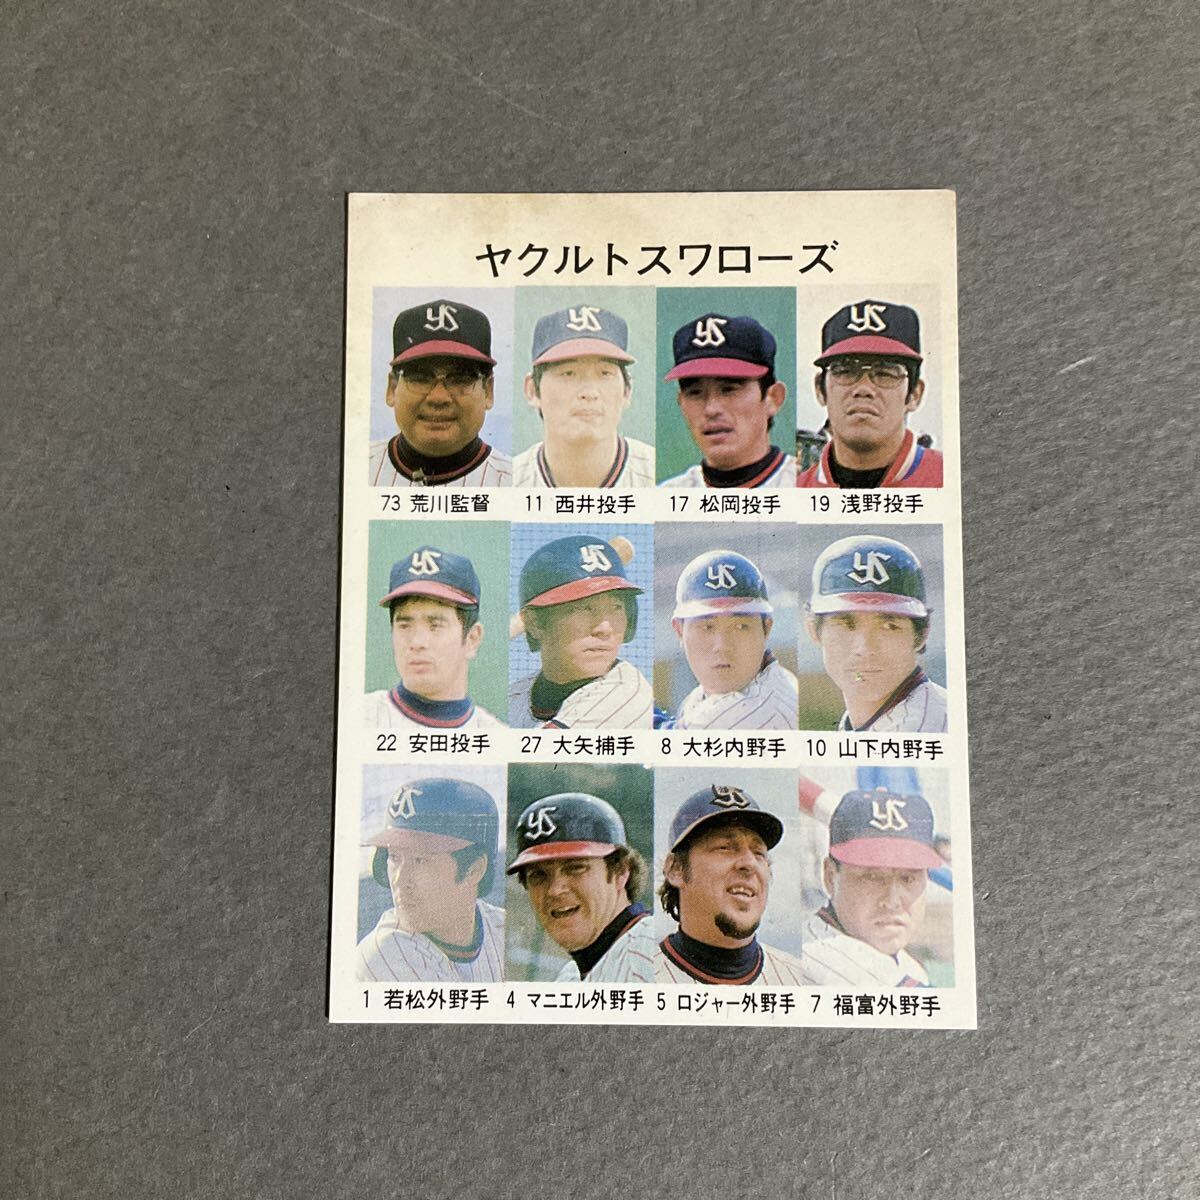 ヤクルトスワローズ
73 荒川監督 11 西井投手 17 松岡投手 19 浅野投手
22 安田投手 27 大矢捕手 8 大杉内野手 10 山下内野手
1 若松外野手 4 マニエル外野手 5 ロジャー外野手 7 福富外野手